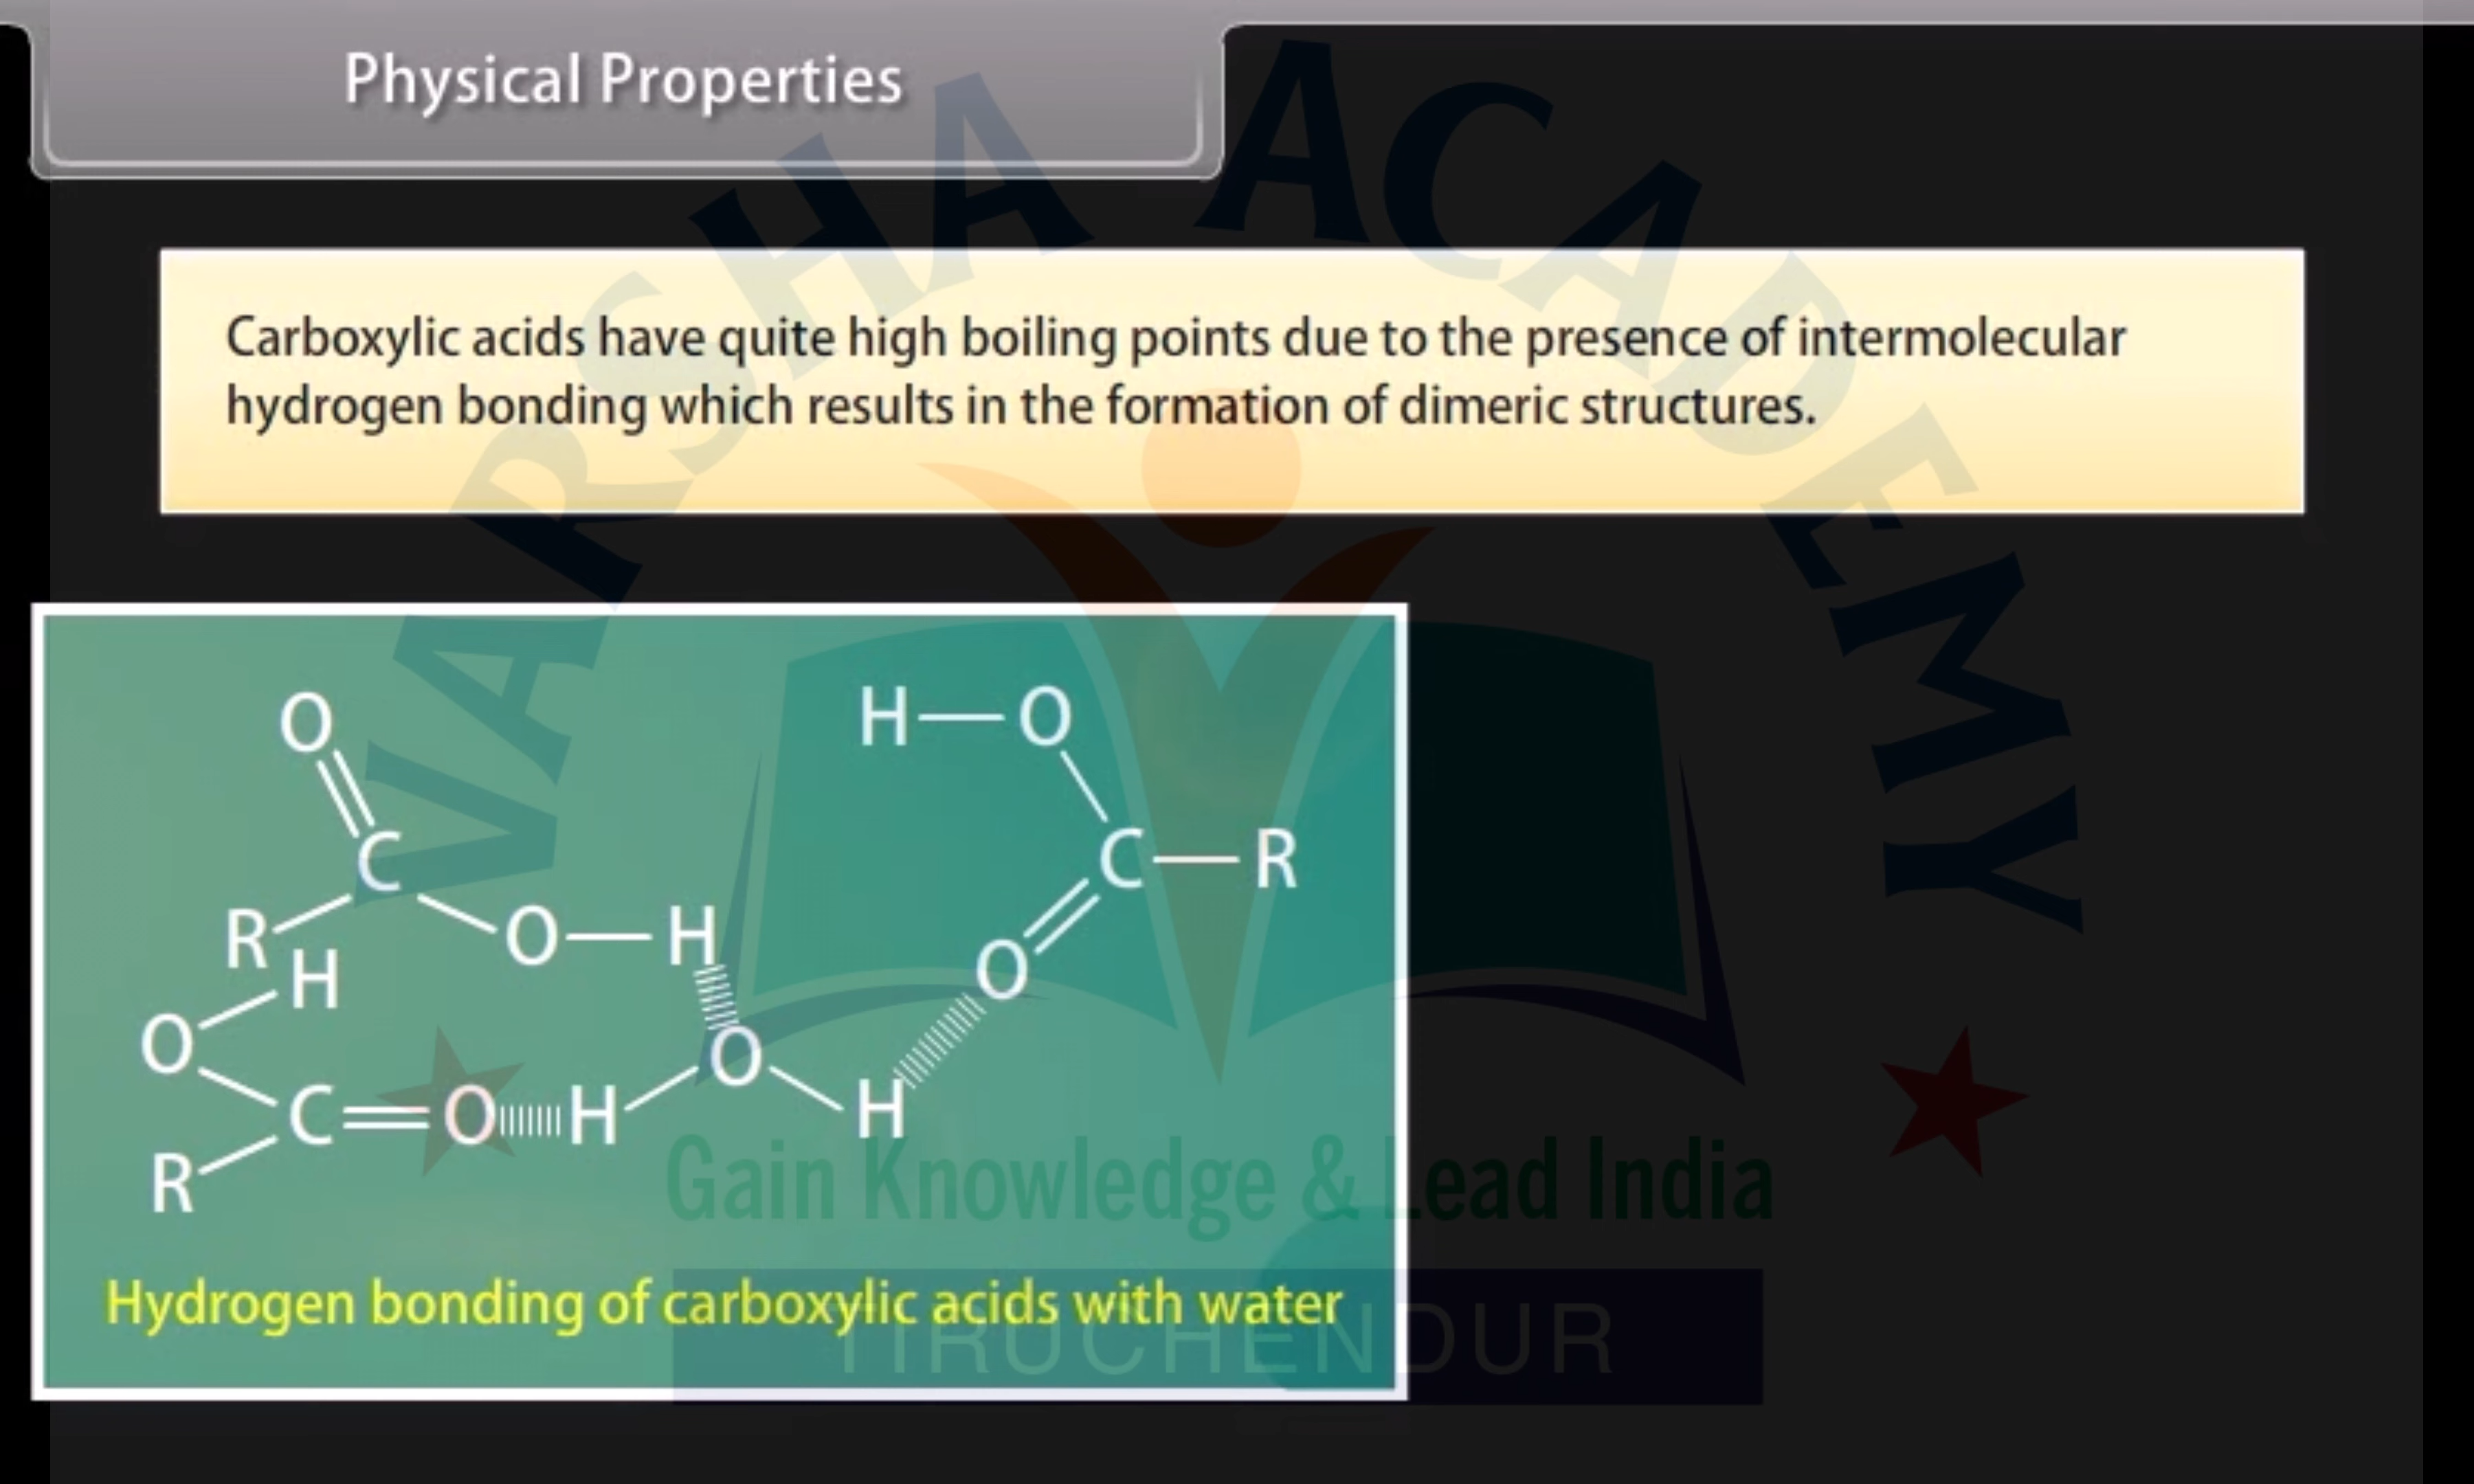 Physical Properties
VARSHA ACADEMY
Carboxylic acids have quite high boiling points due to the presence of intermolecular
hydrogen bonding which results in the formation of dimeric structures.
O H—O
C C—R
R O—H
H O
O O
C=O H H
R
Gain Knowledge & Lead India
Hydrogen bonding of carboxylic acids with water
TIRUCHENDUR